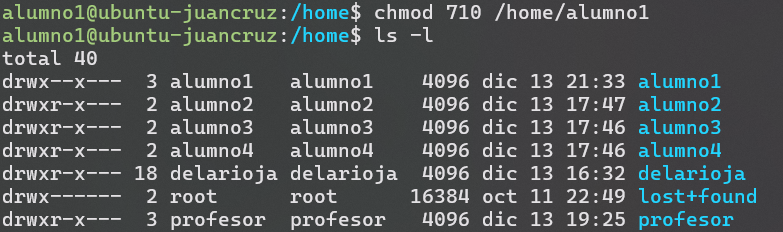 alumno1@ubuntu-juancruz:/home$ chmod 710 /home/alumno1
alumno1@ubuntu-juancruz:/home$ ls -l
total 40
drwx--x--- 3 alumno1 alumno1 4096 dic 13 21:33 alumno1
drwxr-x--- 2 alumno2 alumno2 4096 dic 13 17:47 alumno2
drwxr-x--- 2 alumno3 alumno3 4096 dic 13 17:46 alumno3
drwxr-x--- 2 alumno4 alumno4 4096 dic 13 17:46 alumno4
drwxr-x--- 18 delarioja delarioja 4096 dic 13 16:32 delarioja
drwx------ 2 root root 16384 oct 11 22:49 lost+found
drwxr-x--- 3 profesor profesor 4096 dic 13 19:25 profesor